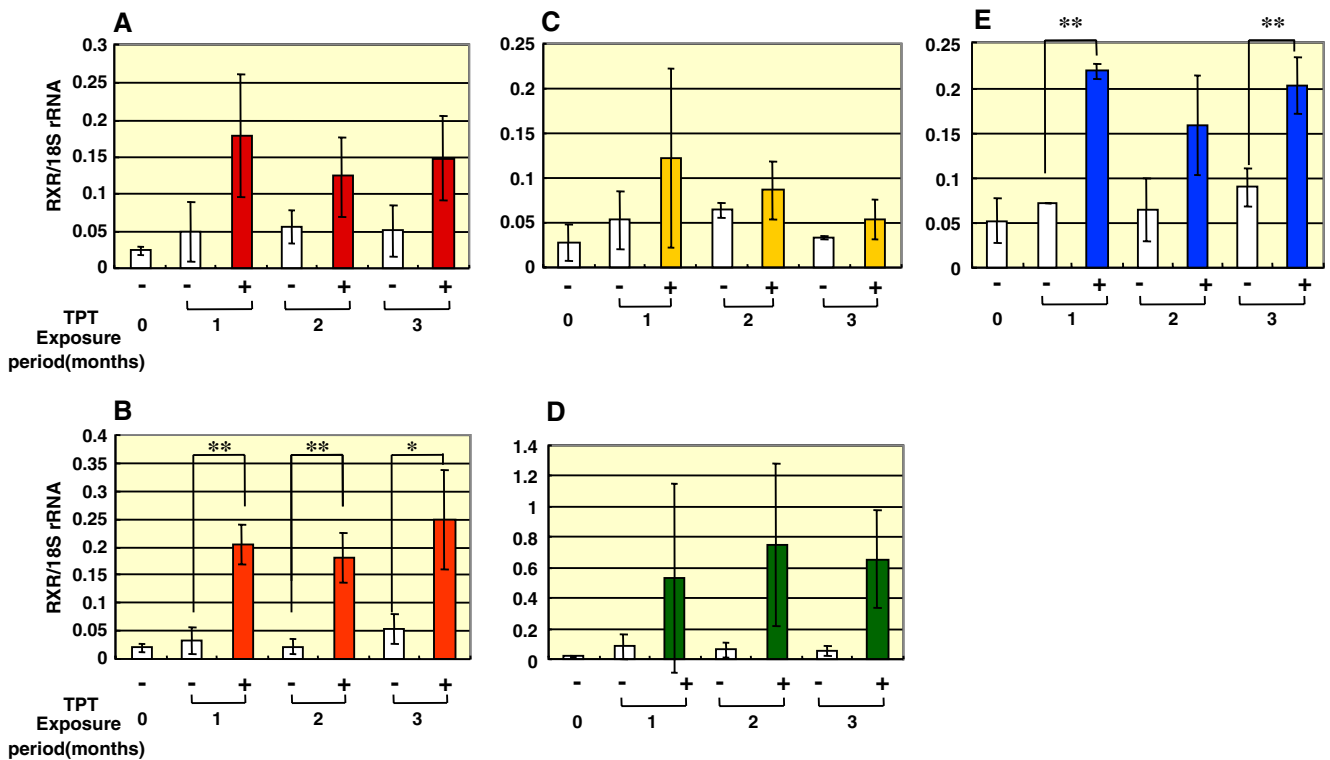 A
0.3
0.25
0.2
0.15
0.1
0.05
0
RXR/18S rRNA
- - + - + - +
0 1 2 3
TPT
Exposure
period(months)
C
0.25
0.2
0.15
0.1
0.05
0
- - + - + - +
0 1 2 3
E
** **
0.25
0.2
0.15
0.1
0.05
0
- - + - + - +
0 1 2 3
B
** ** *
0.4
0.35
0.3
0.25
0.2
0.15
0.1
0.05
0
RXR/18S rRNA
- - + - + - +
0 1 2 3
TPT
Exposure
period(months)
D
1.4
1.2
1
0.8
0.6
0.4
0.2
0
- - + - + - +
0 1 2 3